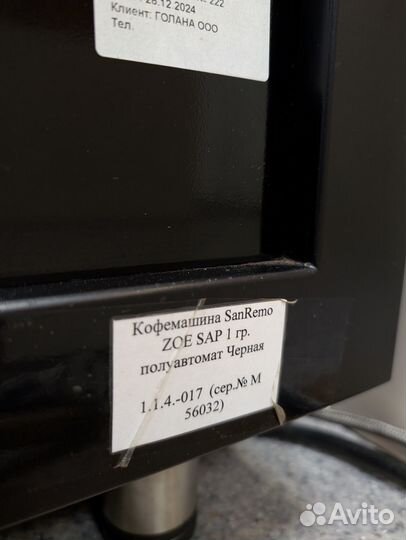 222
28.12.2024
Клиент: ГОЛАНА ООО
Тел.
Кофемашина SanRemo
ZOE SAP 1 гр.
полуавтомат Черная
1.1.4.-017 (сер.№ М
56032)
Avito